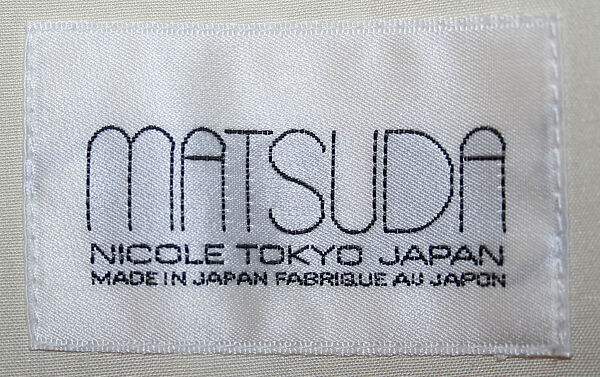 MATSUDA
NICOLE TOKYO JAPAN
MADE IN JAPAN FABRIQUE AU JAPON